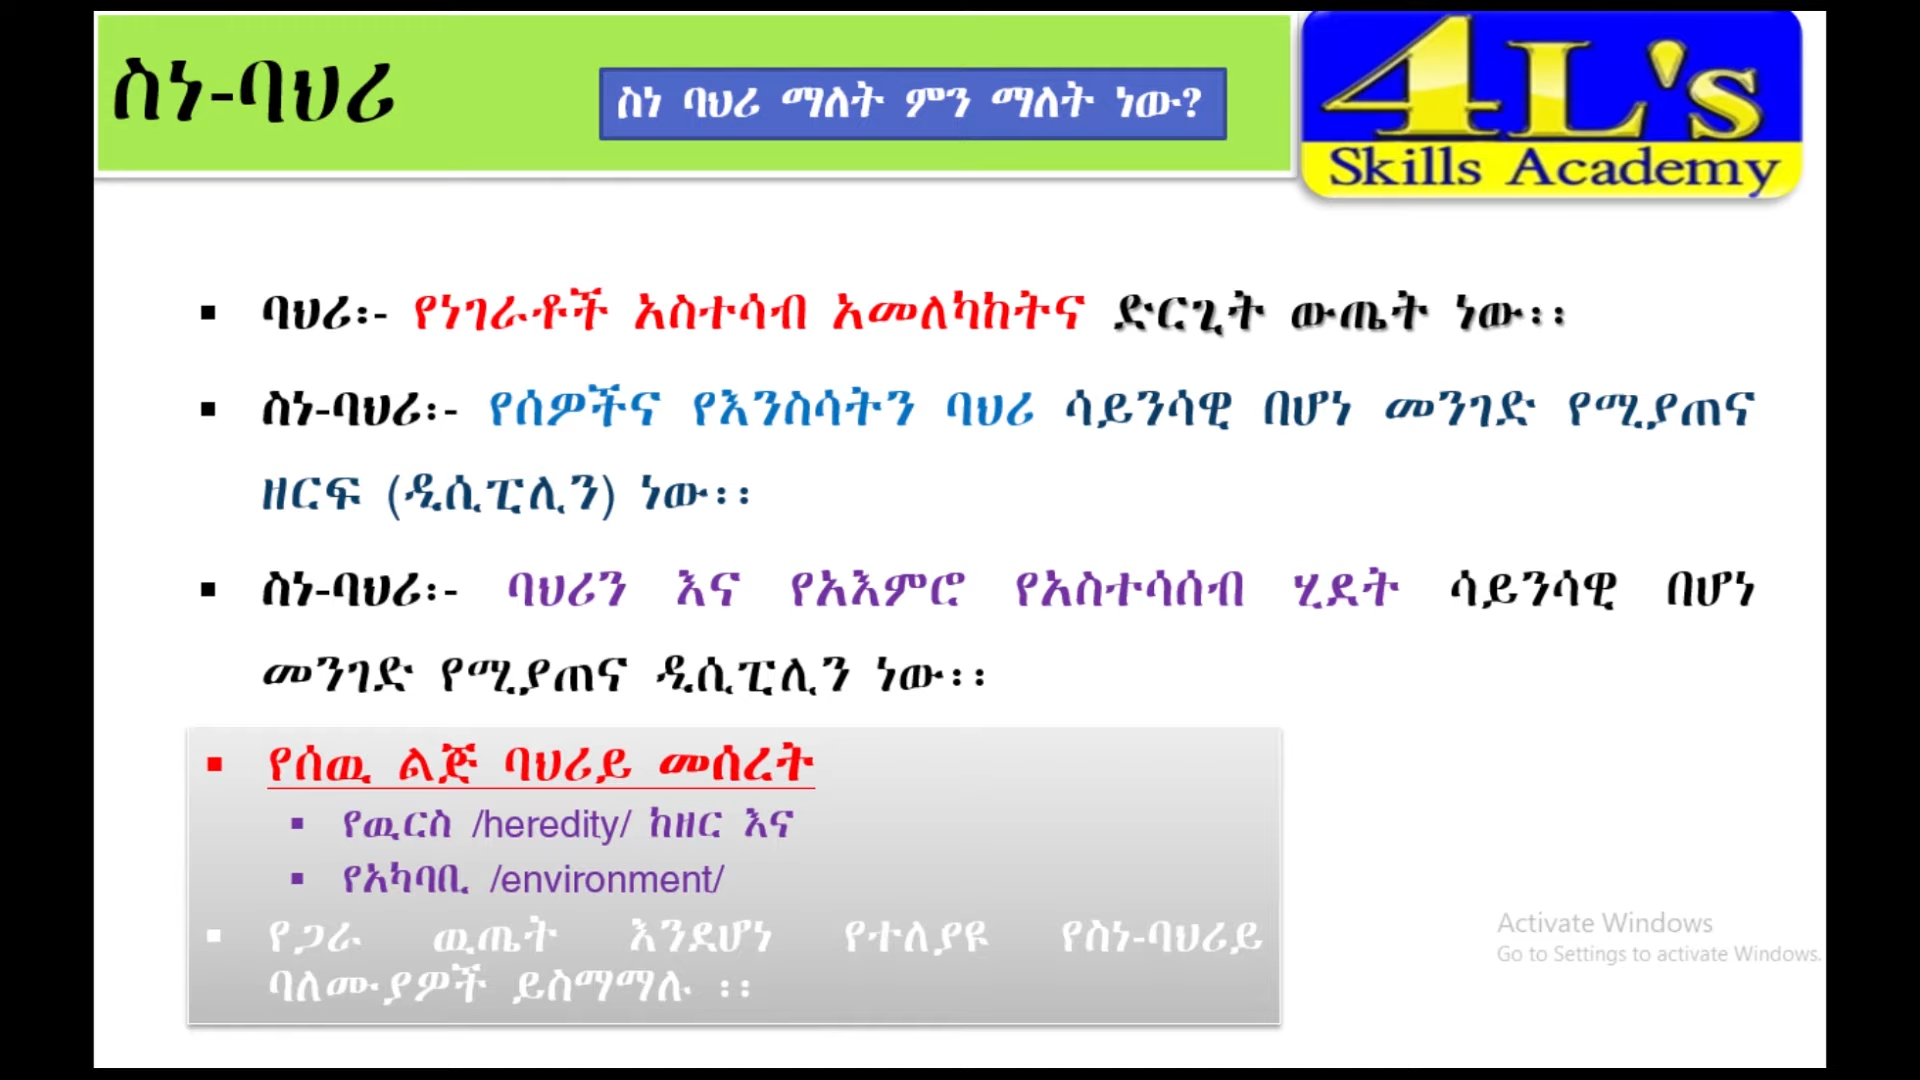 ስነ-ባህሪ
ስነ ባህሪ ማለት ምን ማለት ነው?
4L's
Skills Academy
▪ ባህሪ፡- የነገራቶች አስተሳብ አመለካከትና ድርጊት ውጤት ነው፡፡
▪ ስነ-ባህሪ፡- የሰዎችና የእንስሳትን ባህሪ ሳይንሳዊ በሆነ መንገድ የሚያጠና
ዘርፍ (ዲሲፒሊን) ነው፡፡
▪ ስነ-ባህሪ፡- ባህሪን እና የአእምሮ የአስተሳሰብ ሂደት ሳይንሳዊ በሆነ
መንገድ የሚያጠና ዲሲፒሊን ነው፡፡
▪ የሰዉ ልጅ ባህሪይ መሰረት
▪ የዉርስ /heredity/ ከዘር እና
▪ የአካባቢ /environment/
▪ የጋራ ዉጤት እንደሆነ የተለያዩ የስነ-ባህሪይ
ባለሙያዎች ይስማማሉ ፡፡
Activate Windows
Go to Settings to activate Windows.